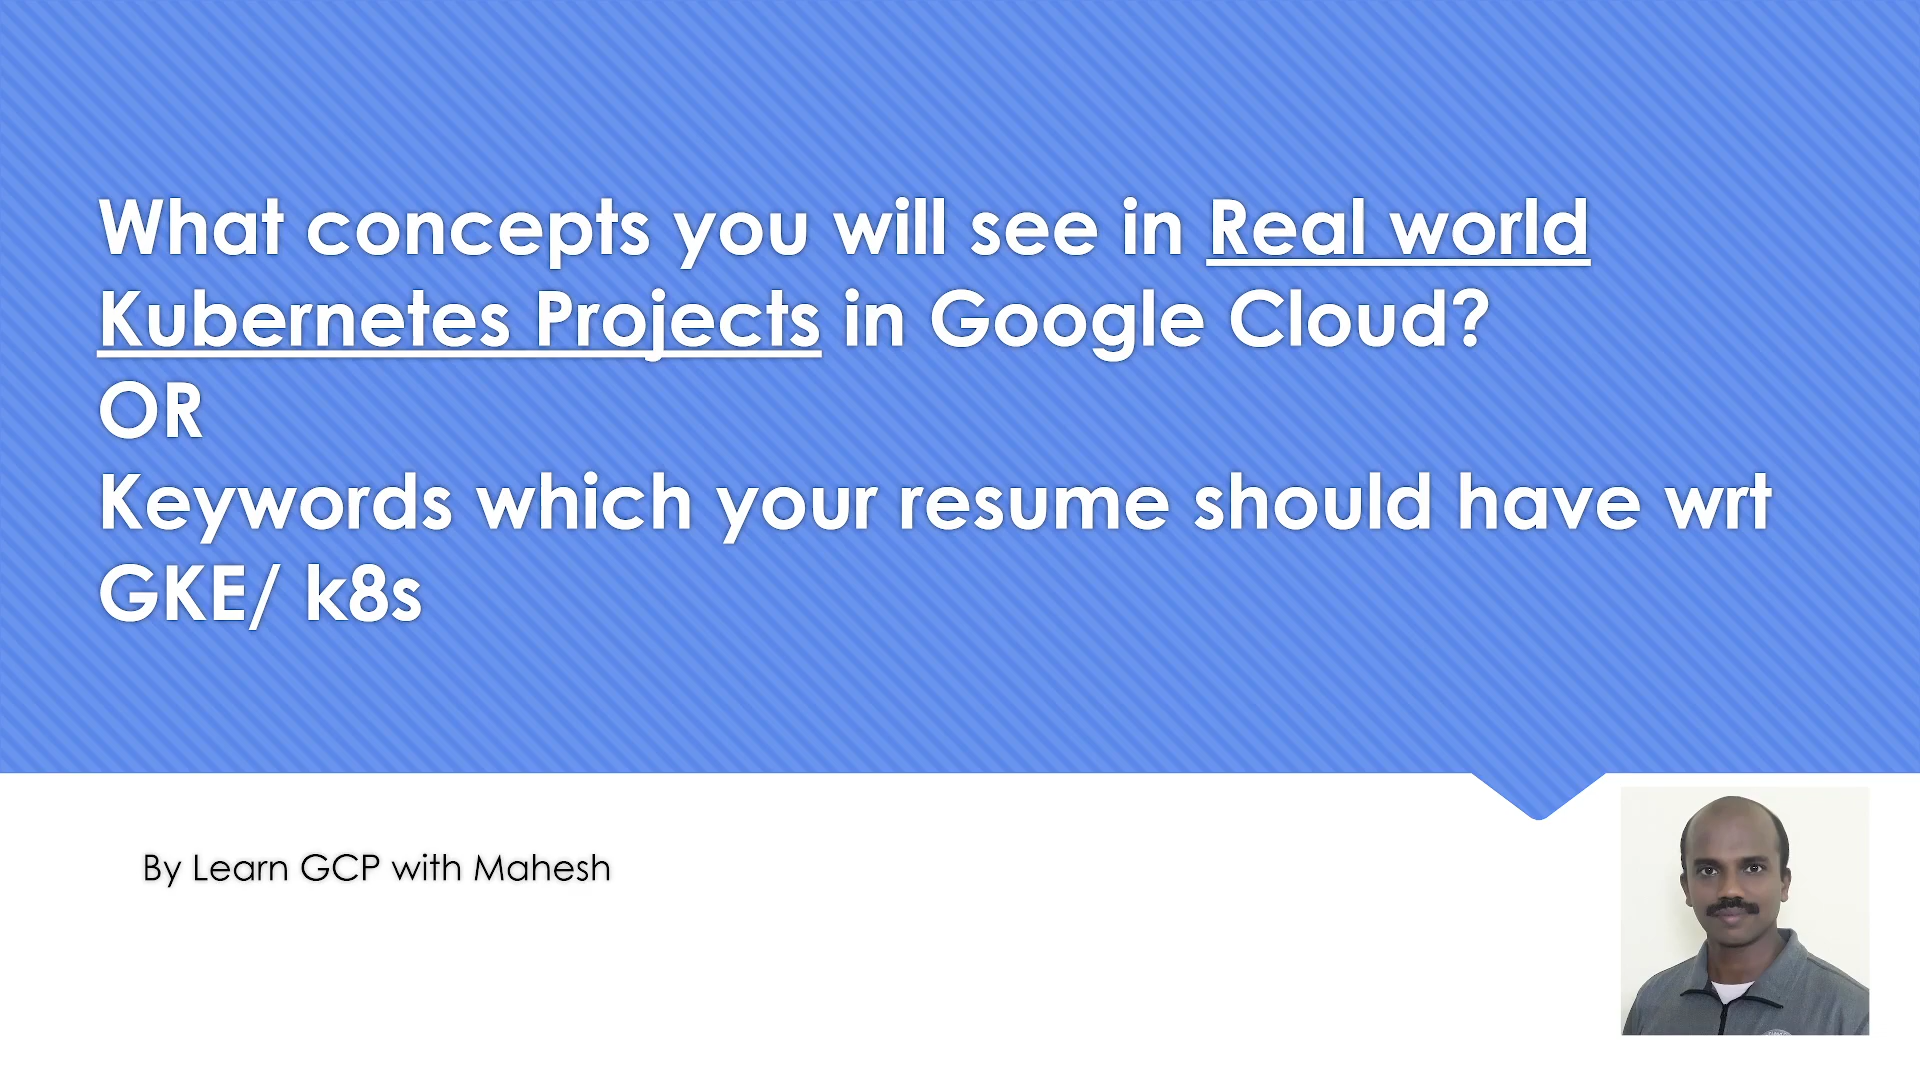 What concepts you will see in Real world
Kubernetes Projects in Google Cloud?
OR
Keywords which your resume should have wrt
GKE/ k8s
By Learn GCP with Mahesh